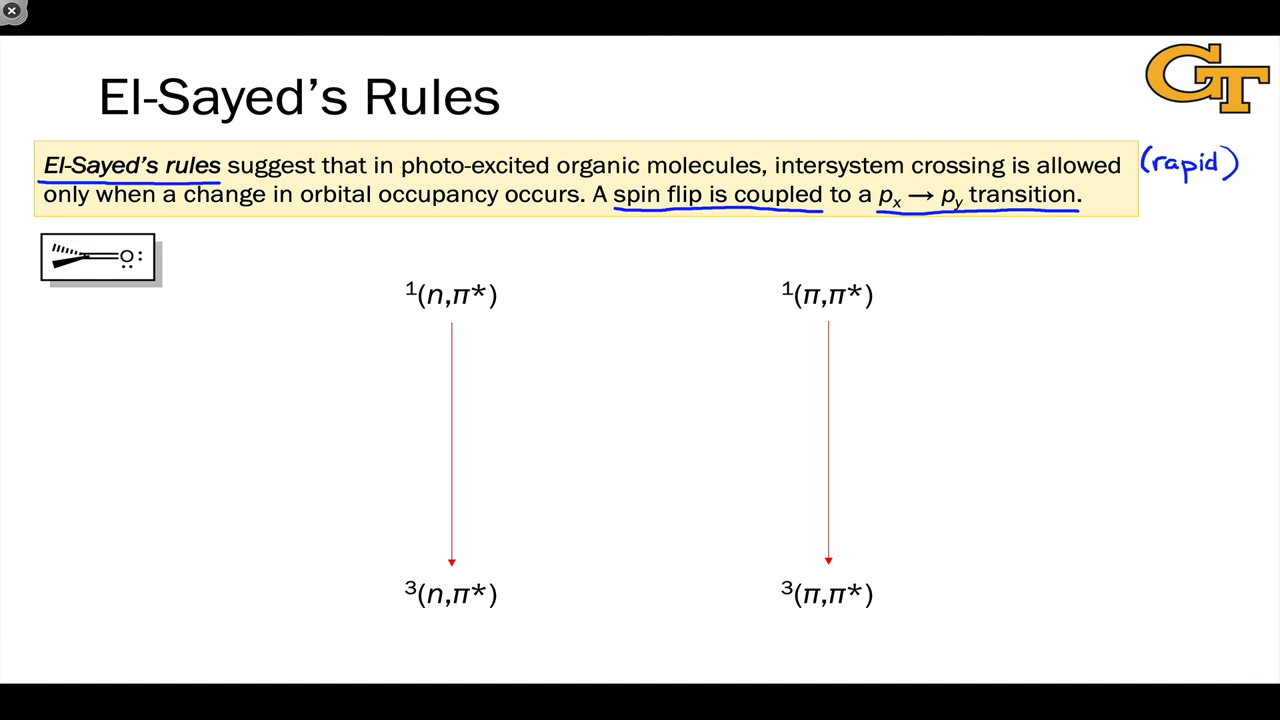 GT
El-Sayed’s Rules
El-Sayed’s rules suggest that in photo-excited organic molecules, intersystem crossing is allowed (rapid)
only when a change in orbital occupancy occurs. A spin flip is coupled to a pₓ → pᵧ transition.
O
¹(n,π*) ¹(π,π*)
³(n,π*) ³(π,π*)